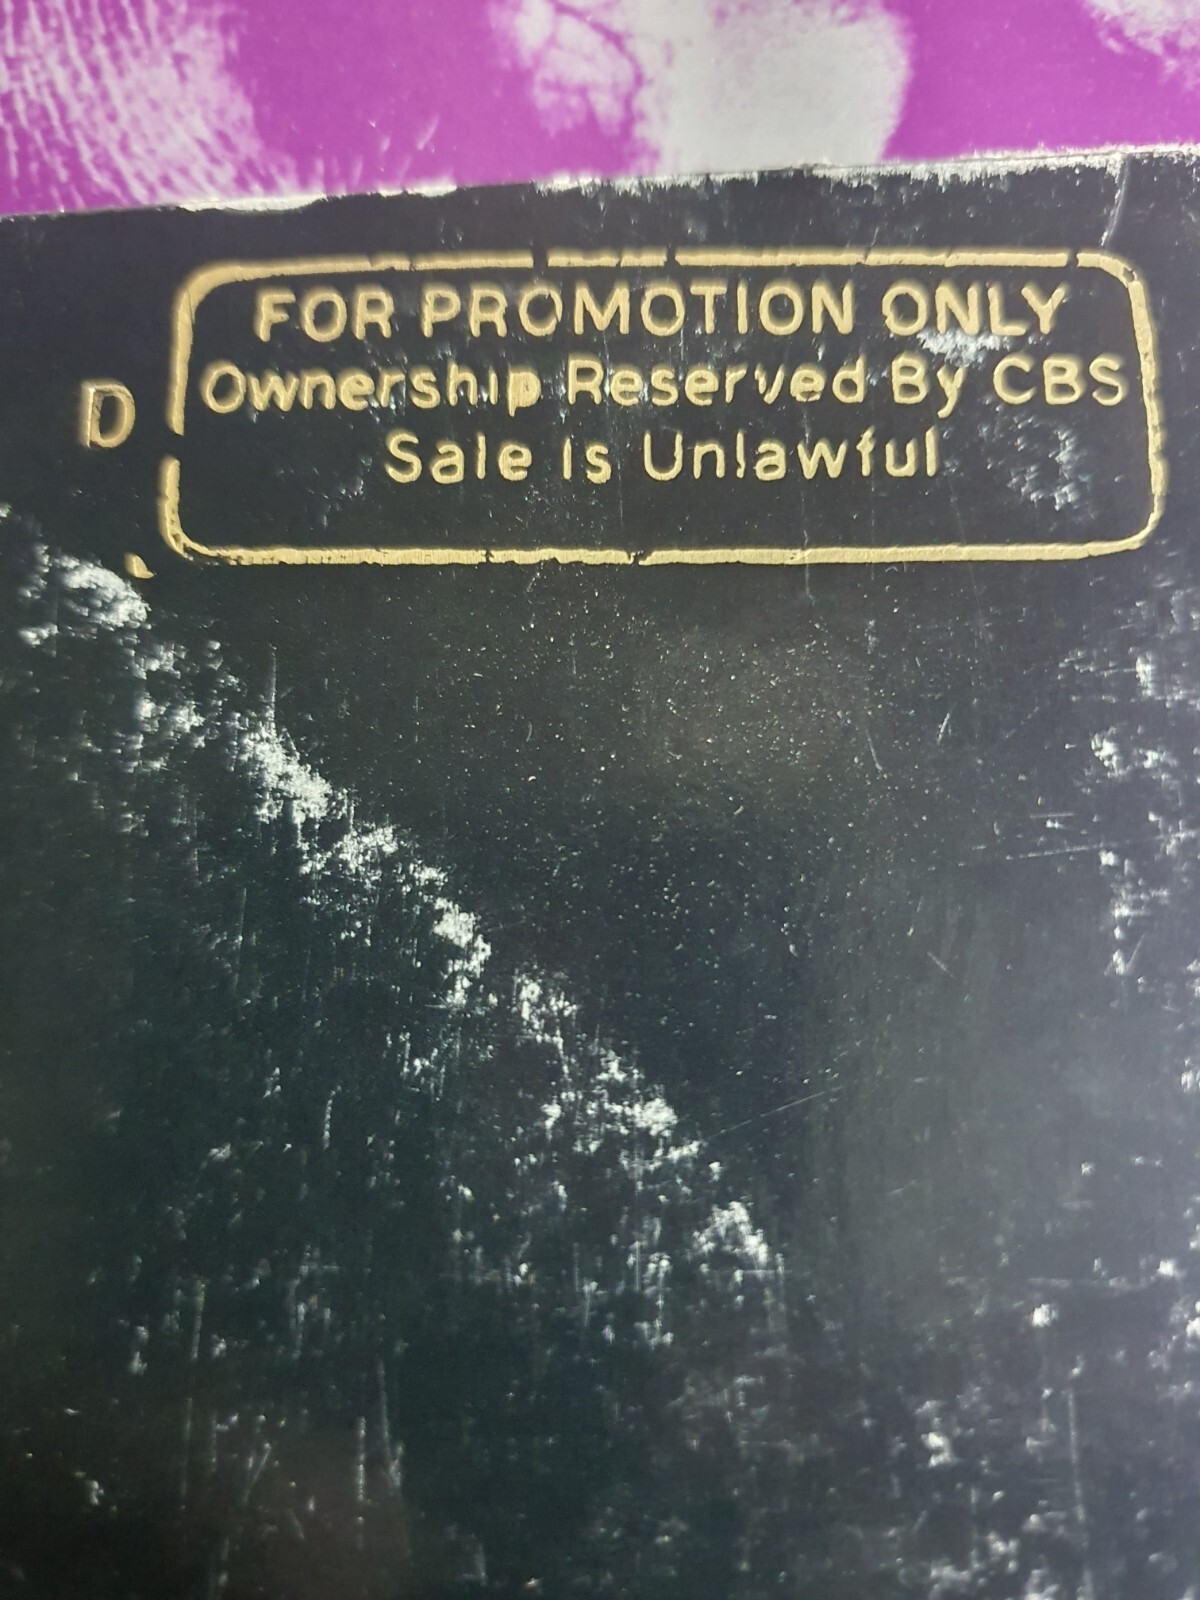 FOR PROMOTION ONLY
D Ownership Reserved By CBS
Sale Is Unlawful